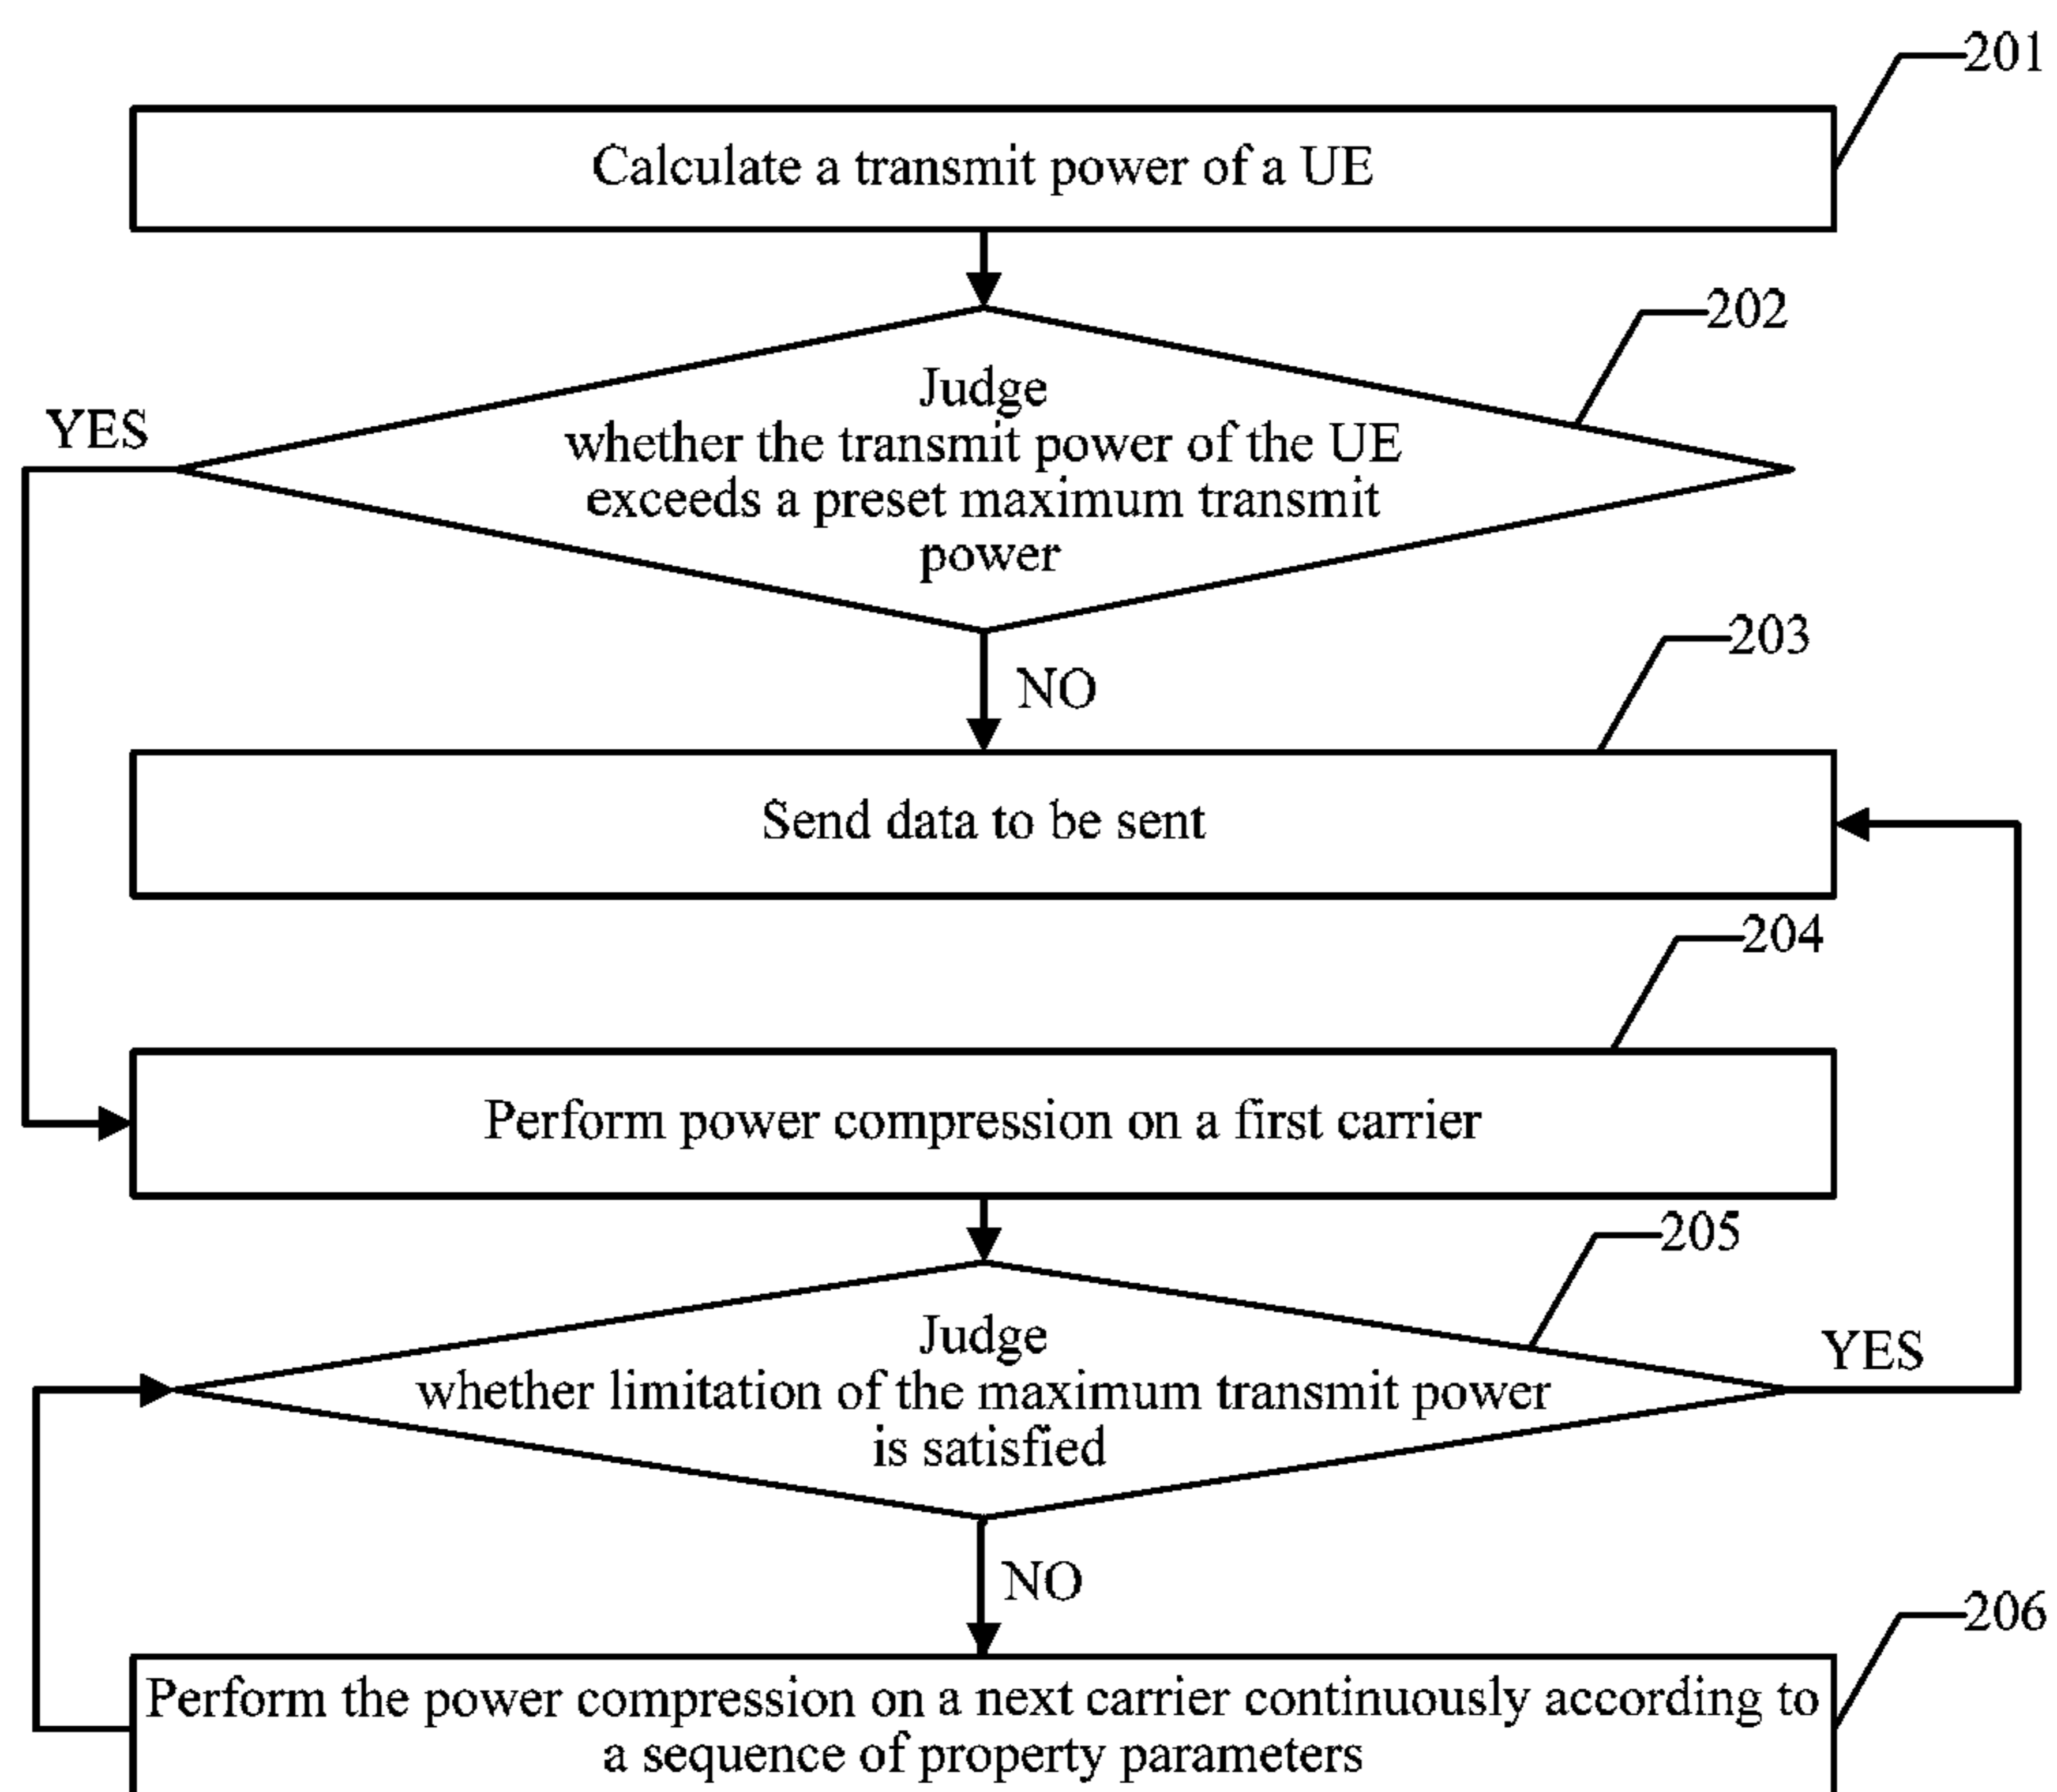 201
Calculate a transmit power of a UE
202
Judge
whether the transmit power of the UE
exceeds a preset maximum transmit
power
YES
NO
203
Send data to be sent
204
Perform power compression on a first carrier
205
Judge
whether limitation of the maximum transmit power
is satisfied
YES
NO
206
Perform the power compression on a next carrier continuously according to
a sequence of property parameters